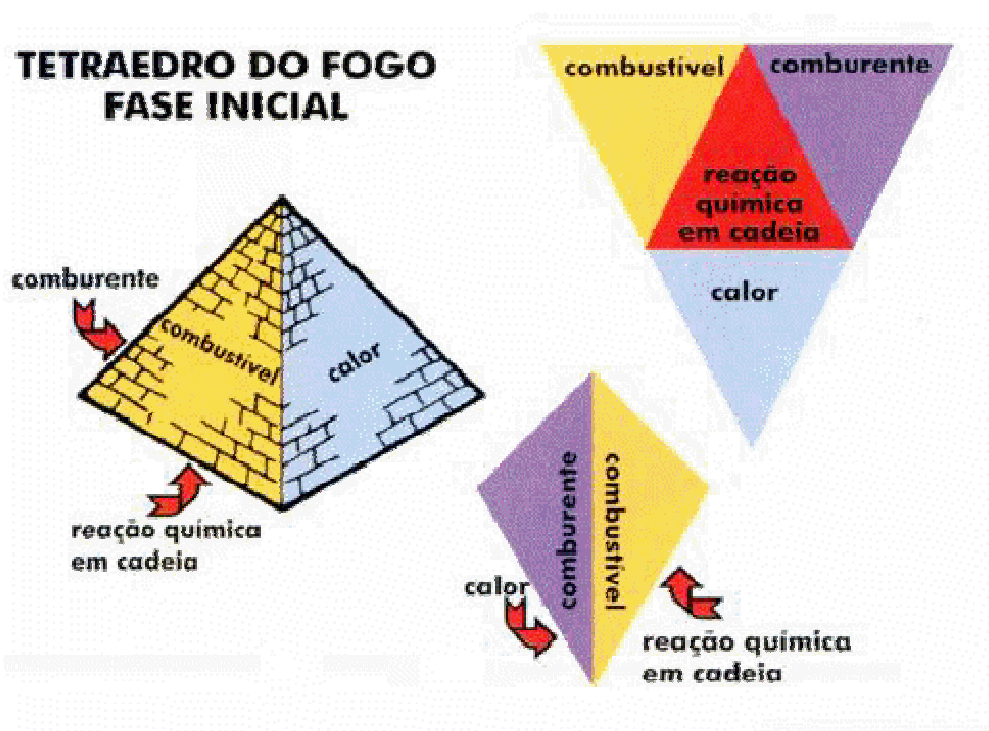 TETRAEDRO DO FOGO
FASE INICIAL
combustível
comburente
reação
química
em cadeia
calor
comburente
combustível
calor
reação química
em cadeia
comburente
combustível
calor
reação química
em cadeia